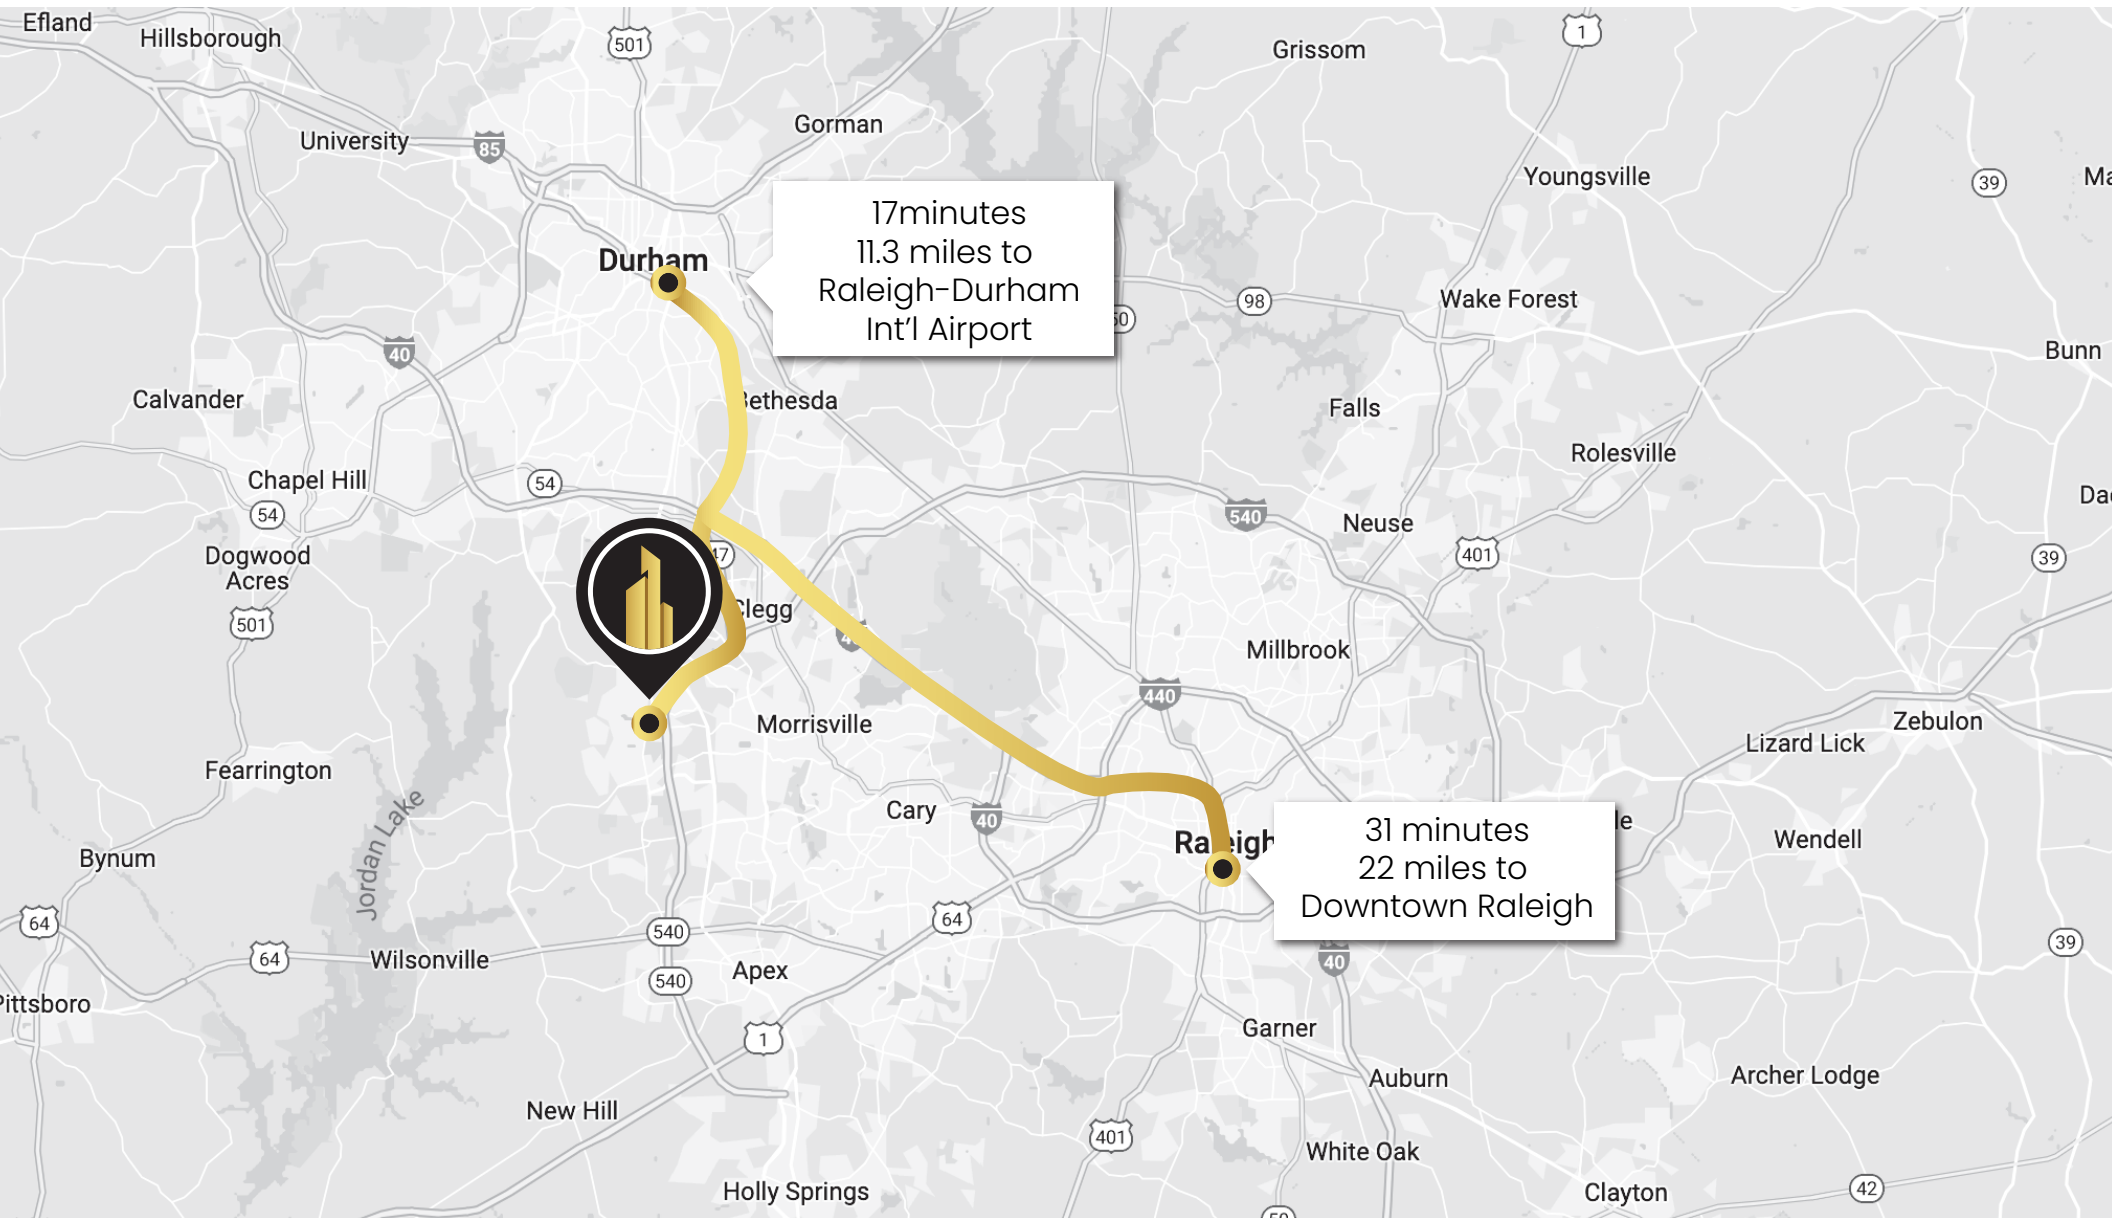 Efland
Hillsborough
501
Grissom
1
University
85
Gorman
Youngsville
39
17minutes
11.3 miles to
Raleigh-Durham
Int'l Airport
Durham
98
Wake Forest
40
Bunn
Calvander
Bethesda
Falls
Rolesville
Chapel Hill
54
54
540
Neuse
401
39
Dogwood
Acres
501
Clegg
Millbrook
440
Morrisville
Zebulon
Lizard Lick
Fearrington
Jordan Lake
Cary
40
Raleigh
31 minutes
22 miles to
Downtown Raleigh
Wendell
Bynum
64
64
64
540
Wilsonville
40
39
Apex
540
Pittsboro
1
Garner
Auburn
Archer Lodge
New Hill
401
White Oak
Holly Springs
Clayton
42